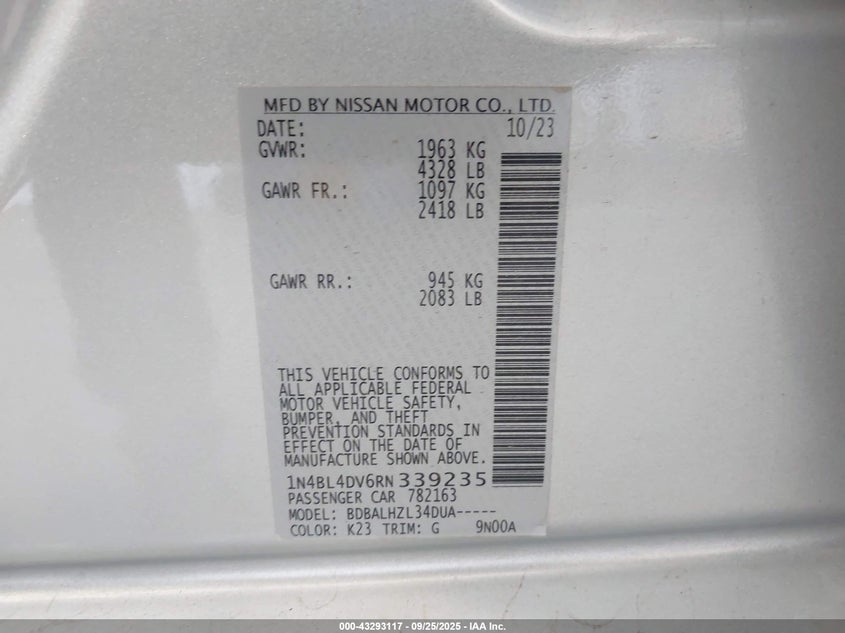 MFD BY NISSAN MOTOR CO., LTD.
DATE: 10/23
GVWR: 1963 KG
4328 LB
GAWR FR.: 1097 KG
2418 LB
GAWR RR.: 945 KG
2083 LB
THIS VEHICLE CONFORMS TO
ALL APPLICABLE FEDERAL
MOTOR VEHICLE SAFETY,
BUMPER, AND THEFT
PREVENTION STANDARDS IN
EFFECT ON THE DATE OF
MANUFACTURE SHOWN ABOVE.
1N4BL4DV6RN339235
PASSENGER CAR 782163
MODEL: BDBALHZL34DUA-----
COLOR: K23 TRIM: G 9N00A
000-43293117 - 09/25/2025 - IAA Inc.